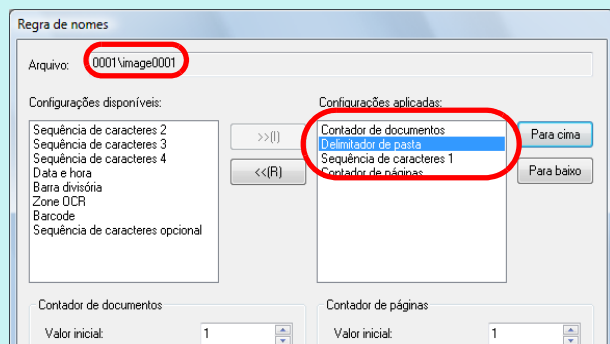 Regra de nomes
Arquivo: 0001\image0001
Configurações disponíveis:
Sequência de caracteres 2
Sequência de caracteres 3
Sequência de caracteres 4
Data e hora
Barra divisória
Zone OCR
Barcode
Sequência de caracteres opcional
>>(I)
<<(R)
Configurações aplicadas:
Contador de documentos
Delimitador de pasta
Sequência de caracteres 1
Contador de páginas
Para cima
Para baixo
Contador de documentos
Valor inicial: 1
Contador de páginas
Valor inicial: 1